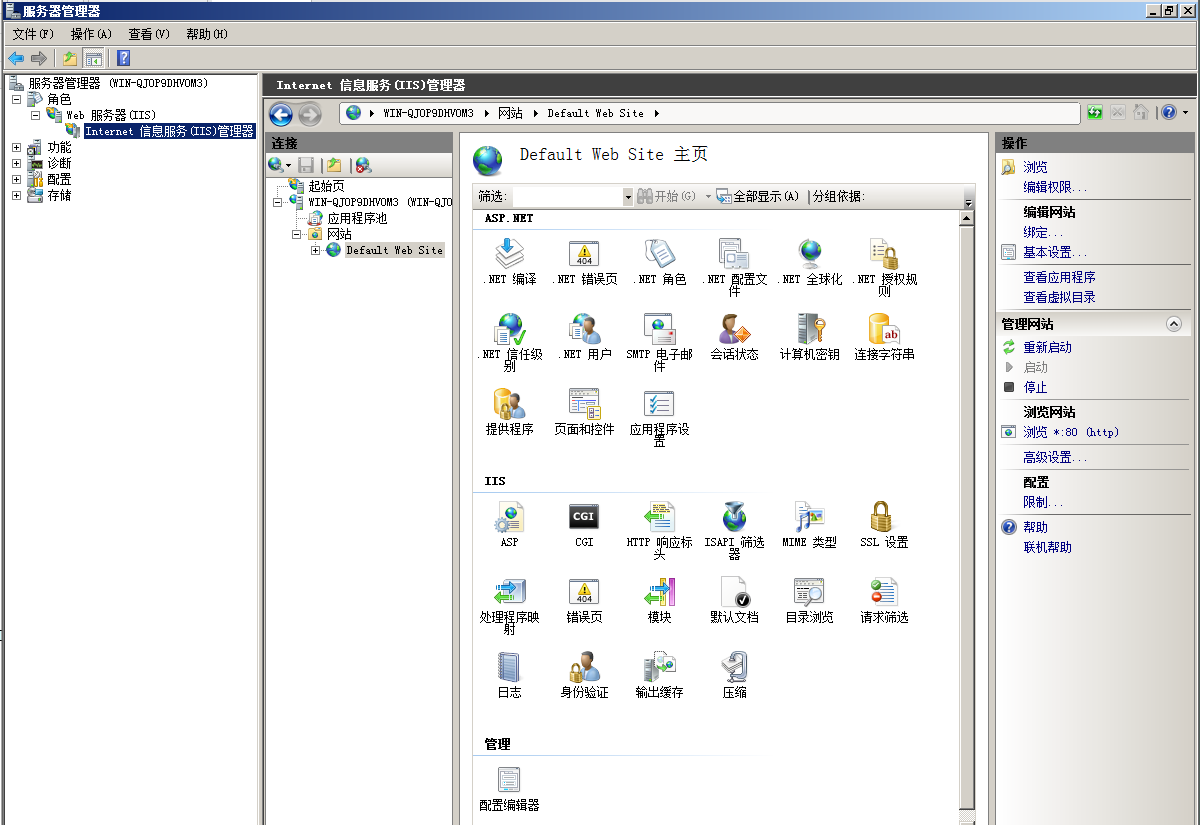 服务器管理器
文件(F) 操作(A) 查看(V) 帮助(H)
服务器管理器 (WIN-QJOP9DHVOM3)
角色
Web 服务器(IIS)
Internet 信息服务(IIS)管理器
功能
诊断
配置
存储
Internet 信息服务(IIS)管理器
WIN-QJOP9DHVOM3 网站 Default Web Site
连接
起始页
WIN-QJOP9DHVOM3 (WIN-QJO
应用程序池
网站
Default Web Site
Default Web Site 主页
筛选: 开始(G) 全部显示(A) 分组依据:
ASP.NET
.NET 编译
.NET 错误页
.NET 角色
.NET 配置文件
.NET 全球化
.NET 授权规则
.NET 信任级别
.NET 用户
SMTP 电子邮件
会话状态
计算机密钥
连接字符串
提供程序
页面和控件
应用程序设置
IIS
ASP
CGI
CGI
HTTP 响应标头
ISAPI 筛选器
MIME 类型
SSL 设置
处理程序映射
404
错误页
模块
默认文档
目录浏览
请求筛选
日志
身份验证
输出缓存
压缩
管理
配置编辑器
操作
浏览
编辑权限...
编辑网站
绑定...
基本设置...
查看应用程序
查看虚拟目录
管理网站
重新启动
启动
停止
浏览网站
浏览 *:80 (http)
高级设置...
配置
限制...
帮助
联机帮助